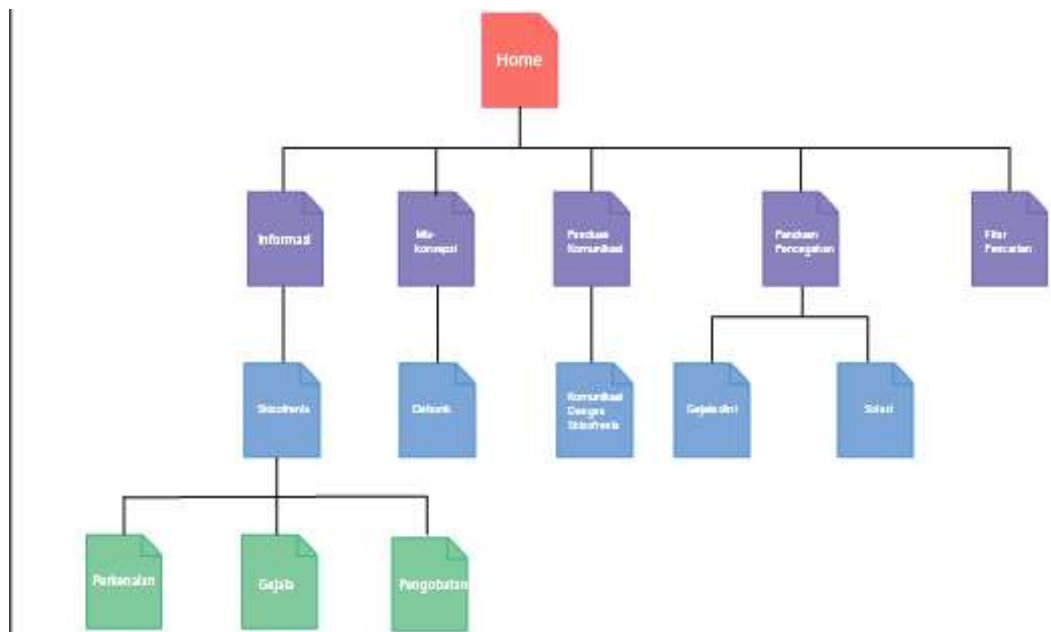 Home
Informasi
Mis-
konsepsi
Panduan
Komunikasi
Panduan
Pencegahan
Fitur
Pencarian
Skizofrenia
Debunk
Komunikasi
Dengan
Skizofrenia
Gejala dini
Solusi
Perkenalan
Gejala
Pengobatan